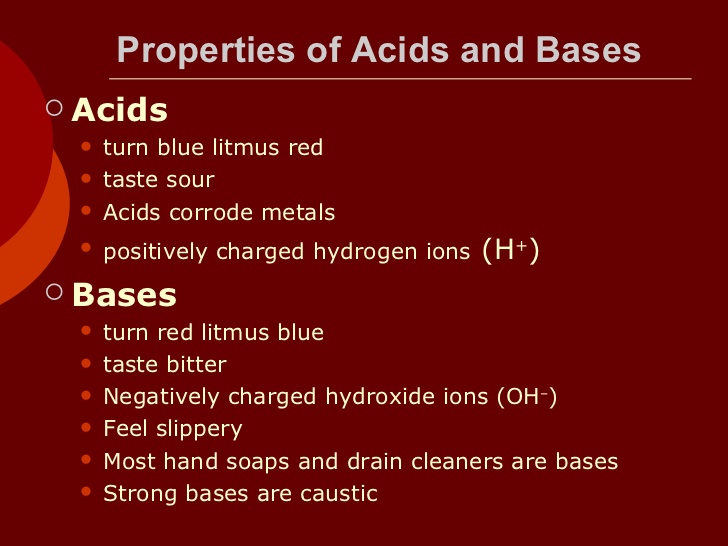 Properties of Acids and Bases
Acids
turn blue litmus red
taste sour
Acids corrode metals
positively charged hydrogen ions (H⁺)
Bases
turn red litmus blue
taste bitter
Negatively charged hydroxide ions (OH⁻)
Feel slippery
Most hand soaps and drain cleaners are bases
Strong bases are caustic